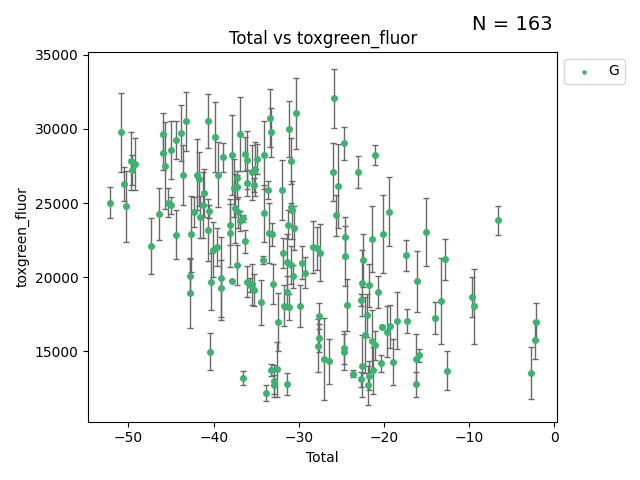 N = 163
Total vs toxgreen_fluor
G
35000
30000
25000
20000
15000
toxgreen_fluor
−50 −40 −30 −20 −10 0
Total